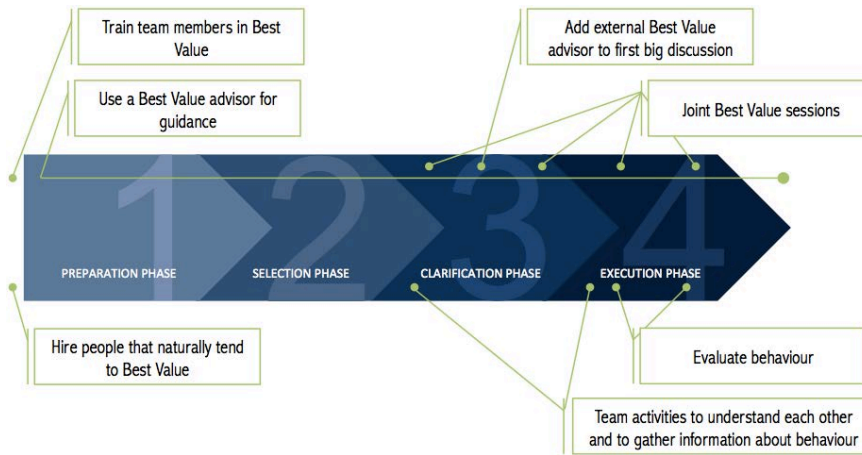 Train team members in Best
Value
Add external Best Value
advisor to first big discussion
Use a Best Value advisor for
guidance
Joint Best Value sessions
1
2
3
4
PREPARATION PHASE
SELECTION PHASE
CLARIFICATION PHASE
EXECUTION PHASE
Hire people that naturally tend
to Best Value
Evaluate behaviour
Team activities to understand each other
and to gather information about behaviour